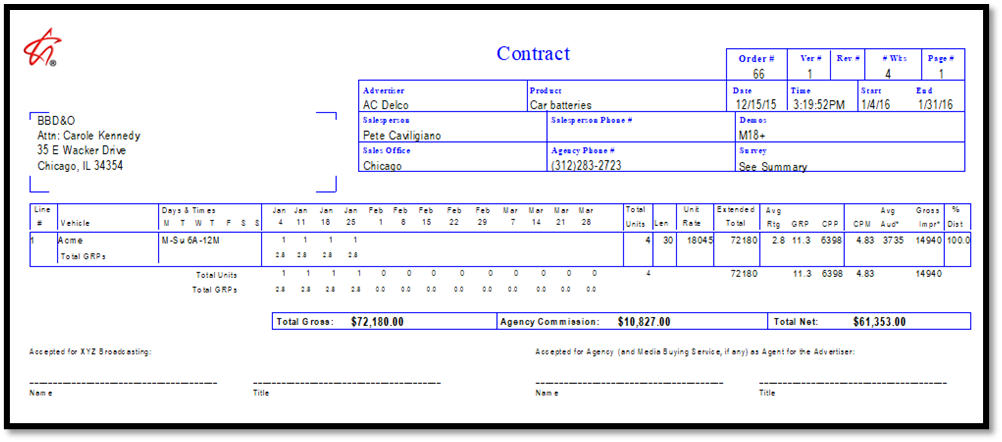 Contract
Order # Ver # Rev # # Wks Page #
66 1 4 1
Advertiser Product Date Time Start End
AC Delco Car batteries 12/15/15 3:19:52PM 1/4/16 1/31/16
Salesperson Salesperson Phone # Demos
Pete Caviligiano M18+
Sales Office Agency Phone # Survey
Chicago (312)283-2723 See Summary
®
BBD&O
Attn: Carole Kennedy
35 E Wacker Drive
Chicago, IL 34354
Line Days & Times Jan Jan Jan Jan Feb Feb Feb Feb Feb Mar Mar Mar Mar Total Unit Extended Avg Avg Gross %
# Vehicle M T W T F S S 4 11 18 25 1 8 15 22 29 7 14 21 28 Units Len Rate Total Rtg GRP CPP CPM Aud* Impr* Dist
1 Acme M-Su 6A-12M 1 1 1 1 4 30 18045 72180 2.8 11.3 6398 4.83 3735 14940 100.0
Total GRPs 2.8 2.8 2.8 2.8
Total Units 1 1 1 1 0 0 0 0 0 0 0 0 0 4 72180 11.3 6398 4.83 14940
Total GRPs 2.8 2.8 2.8 2.8 0.0 0.0 0.0 0.0 0.0 0.0 0.0 0.0 0.0
Total Gross: $72,180.00 Agency Commission: $10,827.00 Total Net: $61,353.00
Accepted for XYZ Broadcasting: Accepted for Agency (and Media Buying Service, if any) as Agent for the Advertiser:
Name Title Name Title